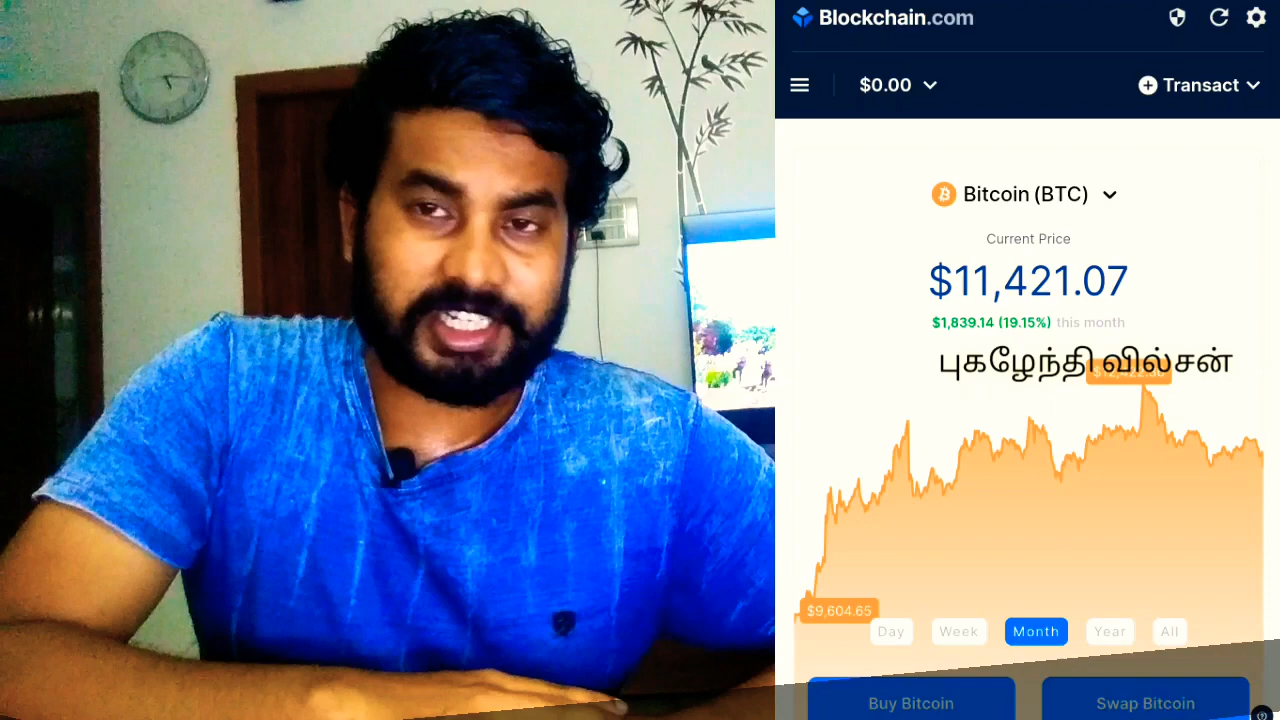 Blockchain.com
$0.00
Transact
Bitcoin (BTC)
Current Price
$11,421.07
$1,839.14 (19.15%) this month
புகழேந்தி வில்சன்
$9,604.65
Day Week Month Year All
Buy Bitcoin Swap Bitcoin